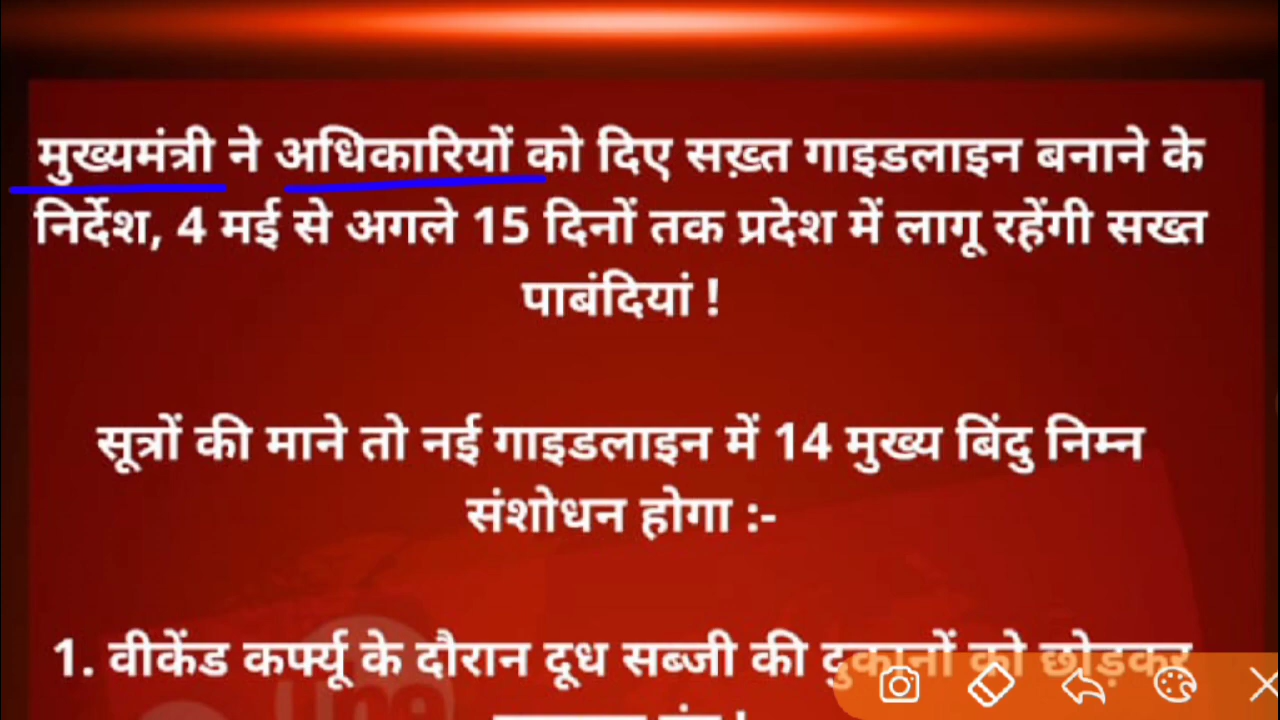 मुख्यमंत्री ने अधिकारियों को दिए सख़्त गाइडलाइन बनाने के
निर्देश, 4 मई से अगले 15 दिनों तक प्रदेश में लागू रहेंगी सख्त
पाबंदियां !
सूत्रों की माने तो नई गाइडलाइन में 14 मुख्य बिंदु निम्न
संशोधन होगा :-
1. वीकेंड कर्फ्यू के दौरान दूध सब्जी की दुकानों को छोड़कर